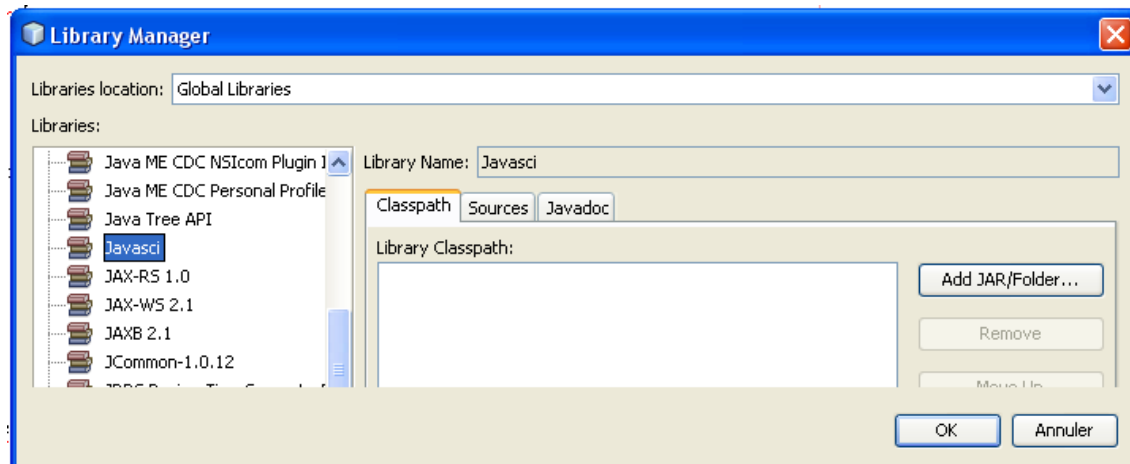 Library Manager
Libraries location: Global Libraries
Libraries:
Java ME CDC NSIcom Plugin
Java ME CDC Personal Profile
Java Tree API
Javasci
JAX-RS 1.0
JAX-WS 2.1
JAXB 2.1
JCommon-1.0.12
Library Name: Javasci
Classpath Sources Javadoc
Library Classpath:
Add JAR/Folder...
Remove
Move Up
OK Annuler